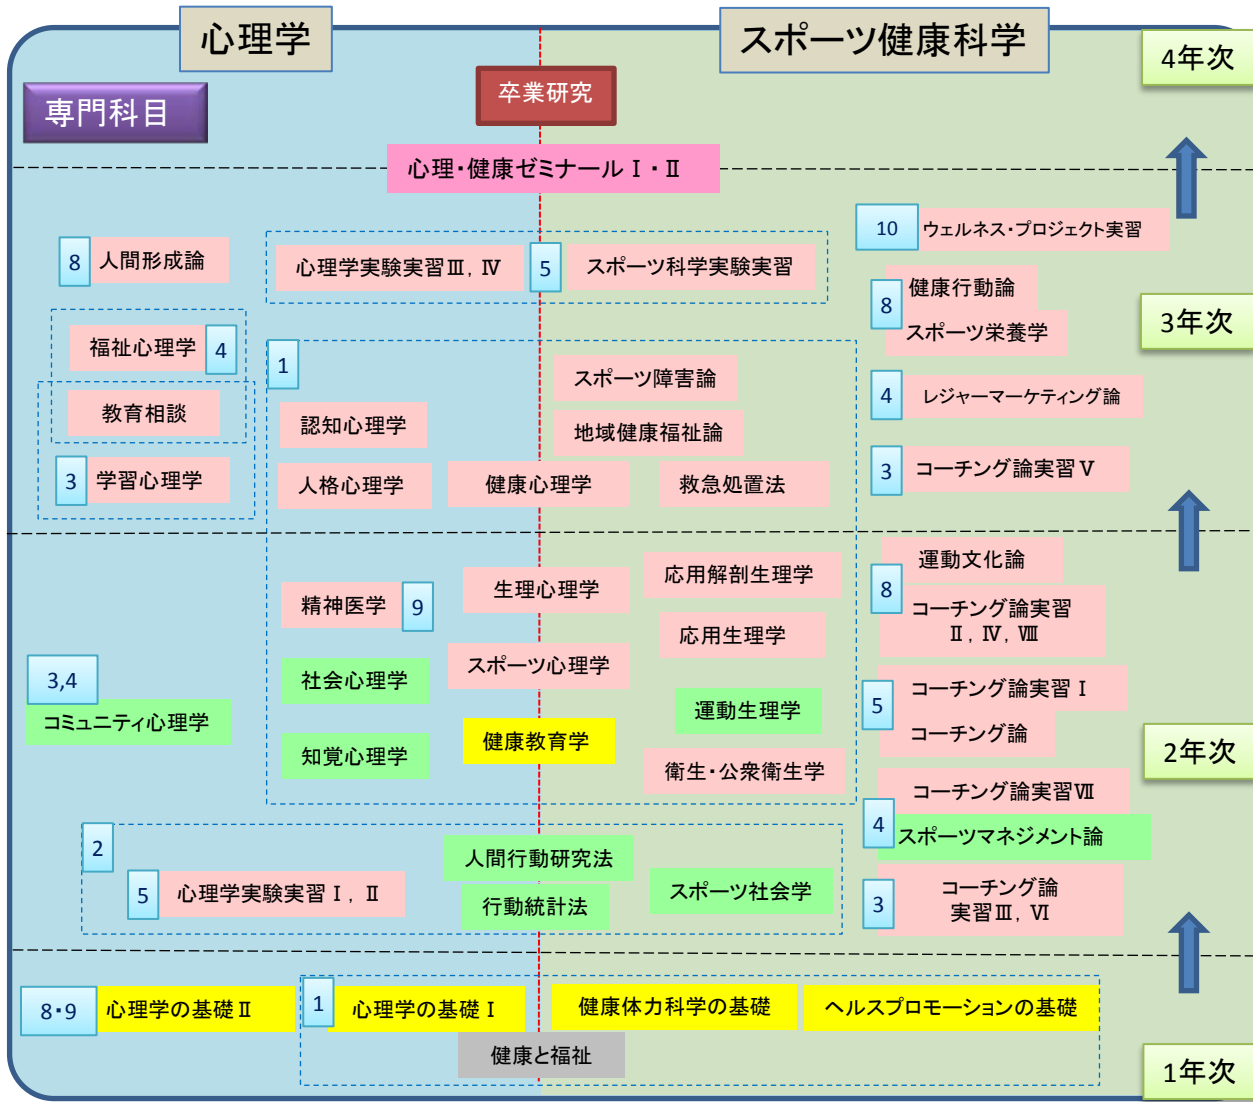 心理学
スポーツ健康科学
4年次
専門科目
卒業研究
心理・健康ゼミナールⅠ・Ⅱ
10
ウェルネス・プロジェクト実習
8
人間形成論
心理学実験実習Ⅲ，Ⅳ
5
スポーツ科学実験実習
8
健康行動論
スポーツ栄養学
3年次
福祉心理学
4
1
スポーツ障害論
教育相談
認知心理学
地域健康福祉論
4
レジャーマーケティング論
3
学習心理学
人格心理学
健康心理学
救急処置法
3
コーチング論実習Ⅴ
精神医学
9
生理心理学
応用解剖生理学
8
運動文化論
コーチング論実習
Ⅱ，Ⅳ，Ⅷ
応用生理学
3,4
コミュニティ心理学
社会心理学
スポーツ心理学
運動生理学
5
コーチング論実習Ⅰ
コーチング論
知覚心理学
健康教育学
衛生・公衆衛生学
2年次
コーチング論実習Ⅶ
4
スポーツマネジメント論
2
人間行動研究法
5
心理学実験実習Ⅰ，Ⅱ
行動統計法
スポーツ社会学
3
コーチング論
実習Ⅲ，Ⅵ
8・9
心理学の基礎Ⅱ
1
心理学の基礎Ⅰ
健康体力科学の基礎
ヘルスプロモーションの基礎
健康と福祉
1年次